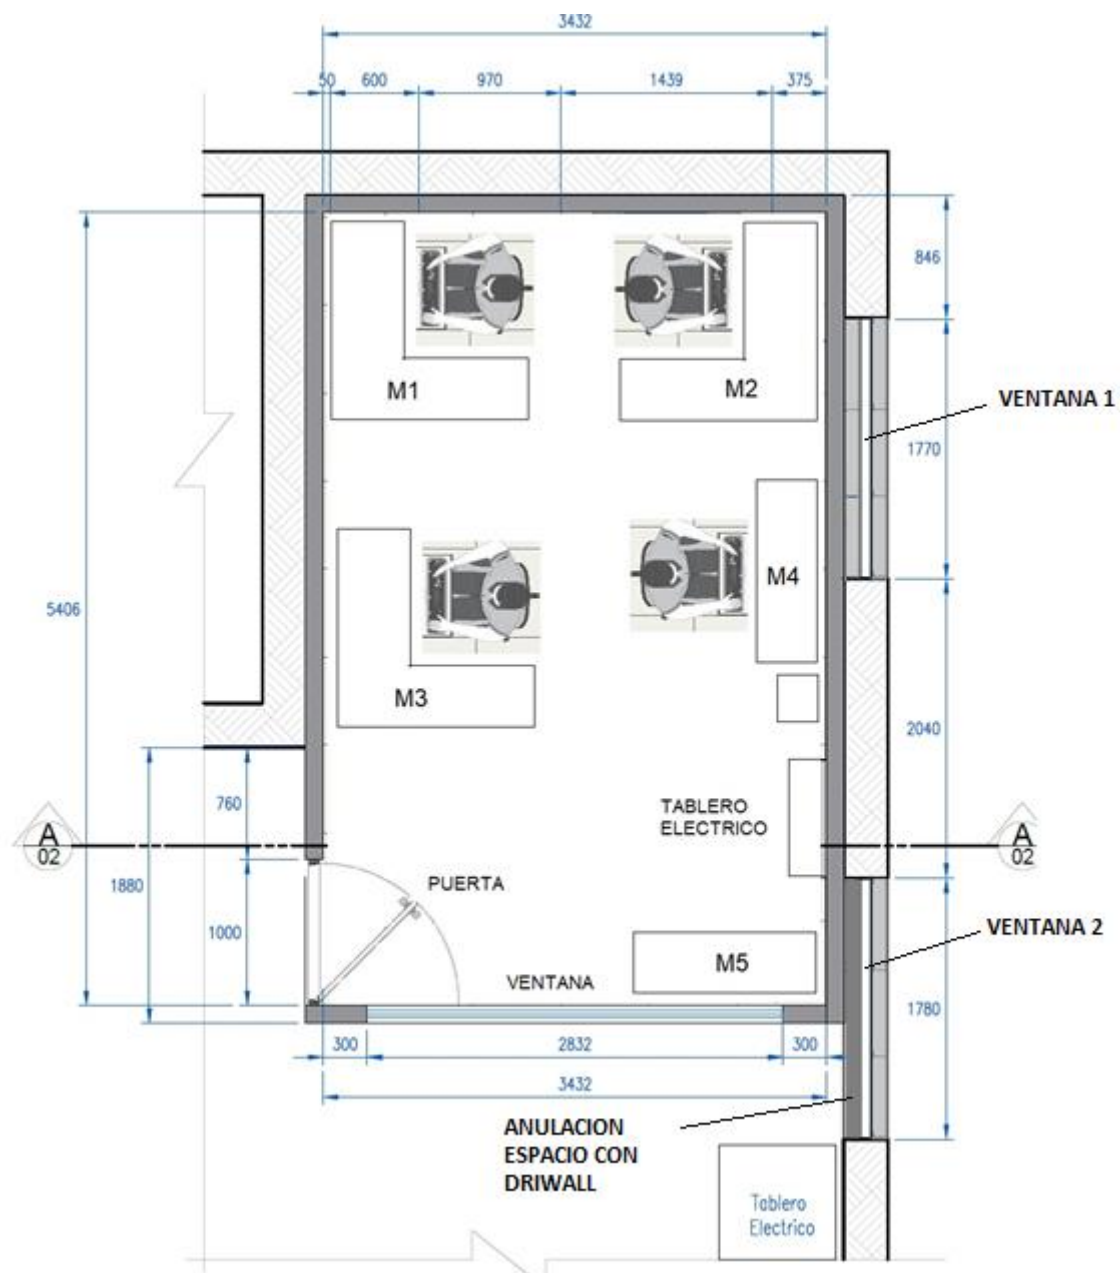 3432
50 600 970 1439 375
846
M1
M2
VENTANA 1
1770
M4
5406
M3
2040
760
TABLERO
ELECTRICO
A
02
A
02
1880
PUERTA
1000
VENTANA 2
M5
VENTANA
1780
300 2832 300
3432
ANULACION
ESPACIO CON
DRIWALL
Tablero
Electrico